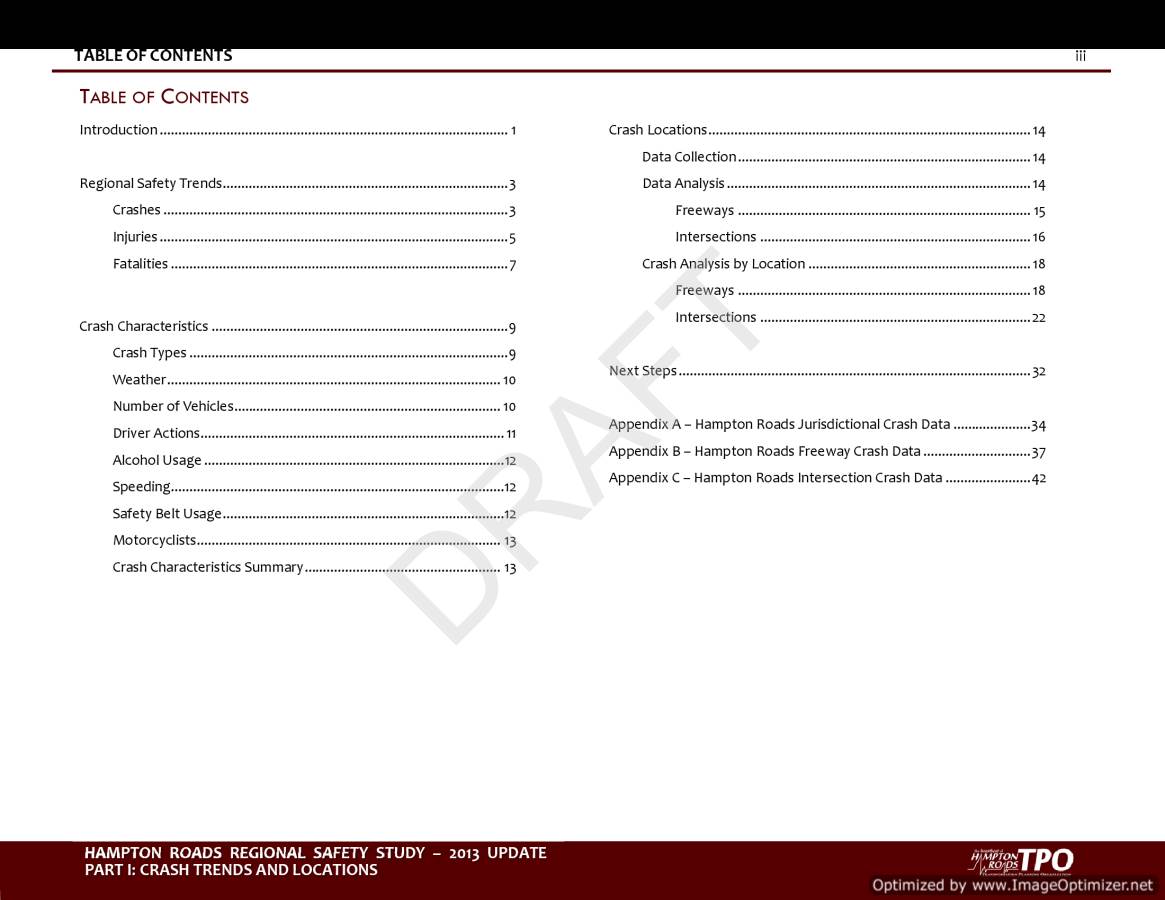 TABLE OF CONTENTS iii
TABLE OF CONTENTS
Introduction 1
Regional Safety Trends 3
Crashes 3
Injuries 5
Fatalities 7
Crash Characteristics 9
Crash Types 9
Weather 10
Number of Vehicles 10
Driver Actions 11
Alcohol Usage 12
Speeding 12
Safety Belt Usage 12
Motorcyclists 13
Crash Characteristics Summary 13
Crash Locations 14
Data Collection 14
Data Analysis 14
Freeways 15
Intersections 16
Crash Analysis by Location 18
Freeways 18
Intersections 22
Next Steps 32
Appendix A – Hampton Roads Jurisdictional Crash Data 34
Appendix B – Hampton Roads Freeway Crash Data 37
Appendix C – Hampton Roads Intersection Crash Data 42
DRAFT
HAMPTON ROADS REGIONAL SAFETY STUDY – 2013 UPDATE
PART I: CRASH TRENDS AND LOCATIONS
HAMPTON ROADS TPO
Optimized by www.ImageOptimizer.net